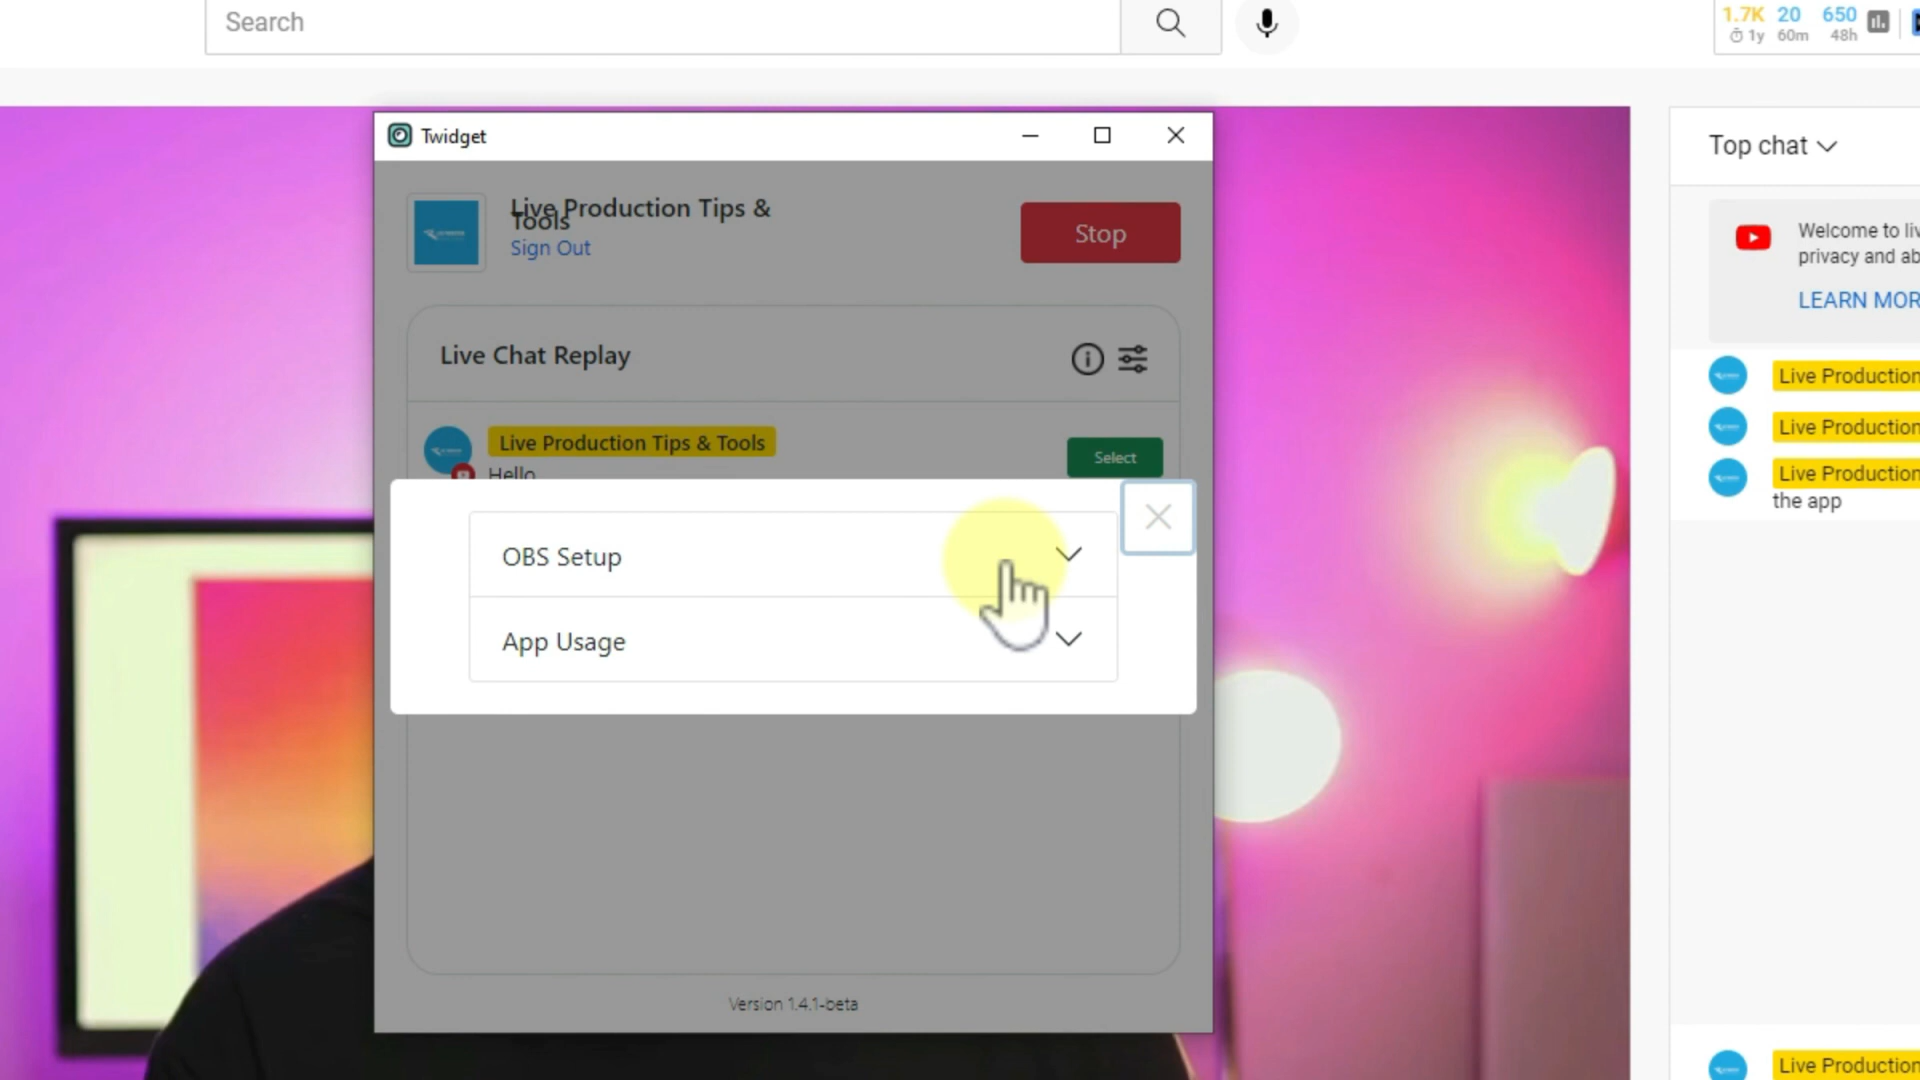 Search
1.7K 20 650
1y 60m 48h
Twidget
Live Production Tips &
Tools
Sign Out
Stop
Live Chat Replay
Live Production Tips & Tools
Hello
Select
OBS Setup
App Usage
Version 1.4.1-beta
Top chat
Welcome to liv
privacy and ab
LEARN MOR
Live Production
Live Production
Live Production
the app
Live Production